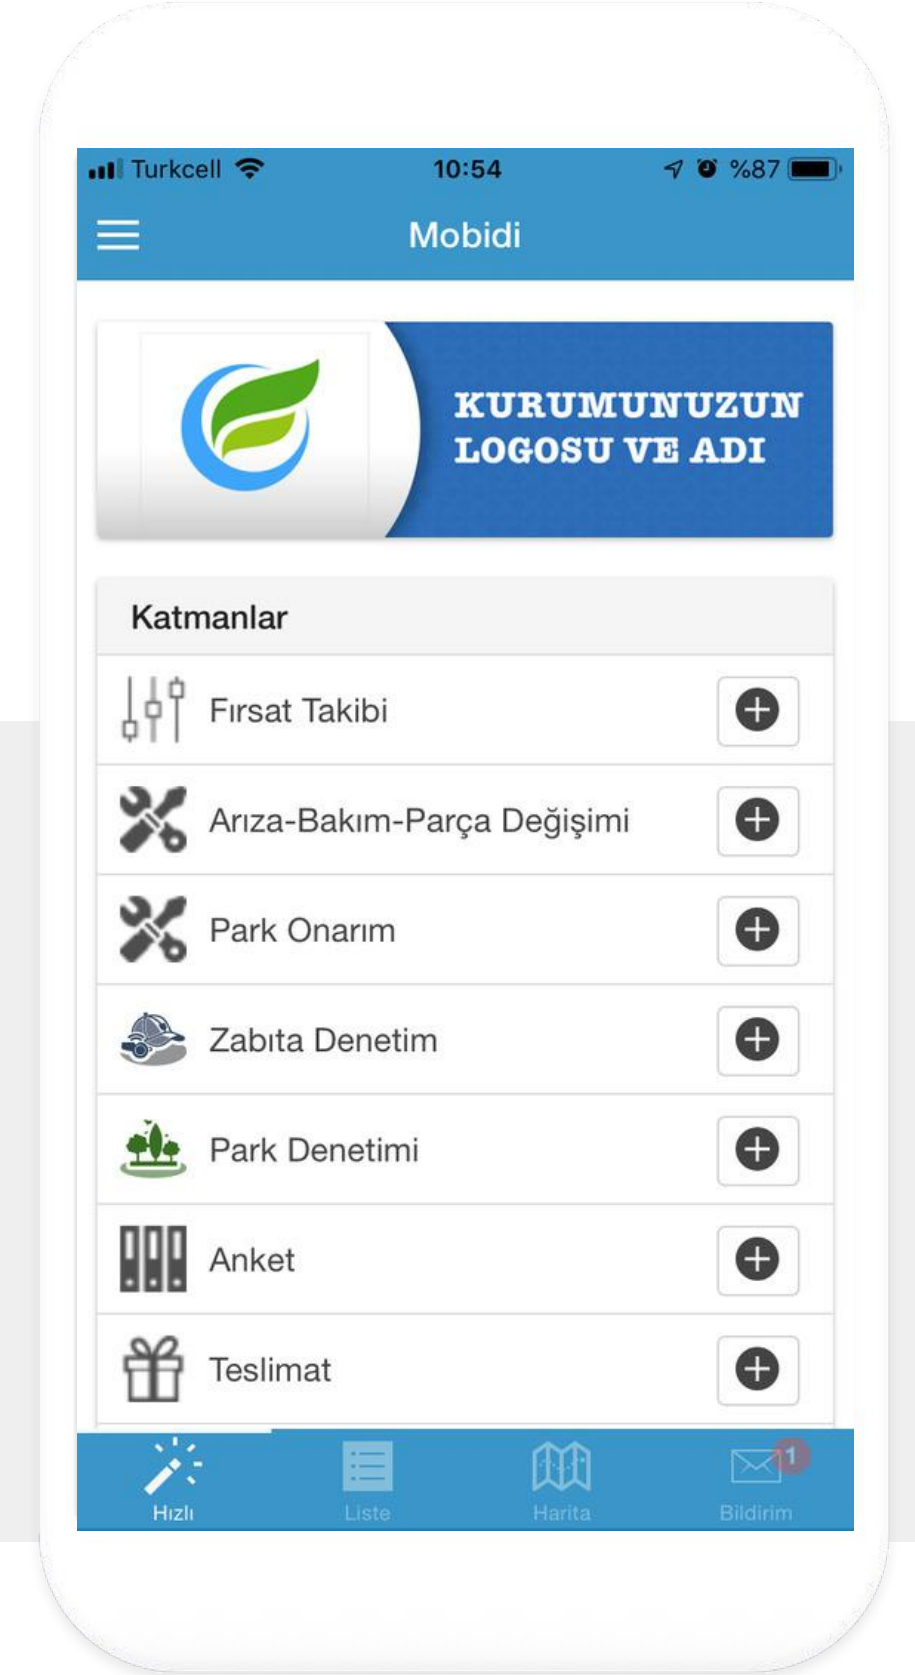 Turkcell 10:54 %87
Mobidi
KURUMUNUZUN
LOGOSU VE ADI
Katmanlar
Fırsat Takibi
Arıza-Bakım-Parça Değişimi
Park Onarım
Zabıta Denetim
Park Denetimi
Anket
Teslimat
1
Hızlı Liste Harita Bildirim